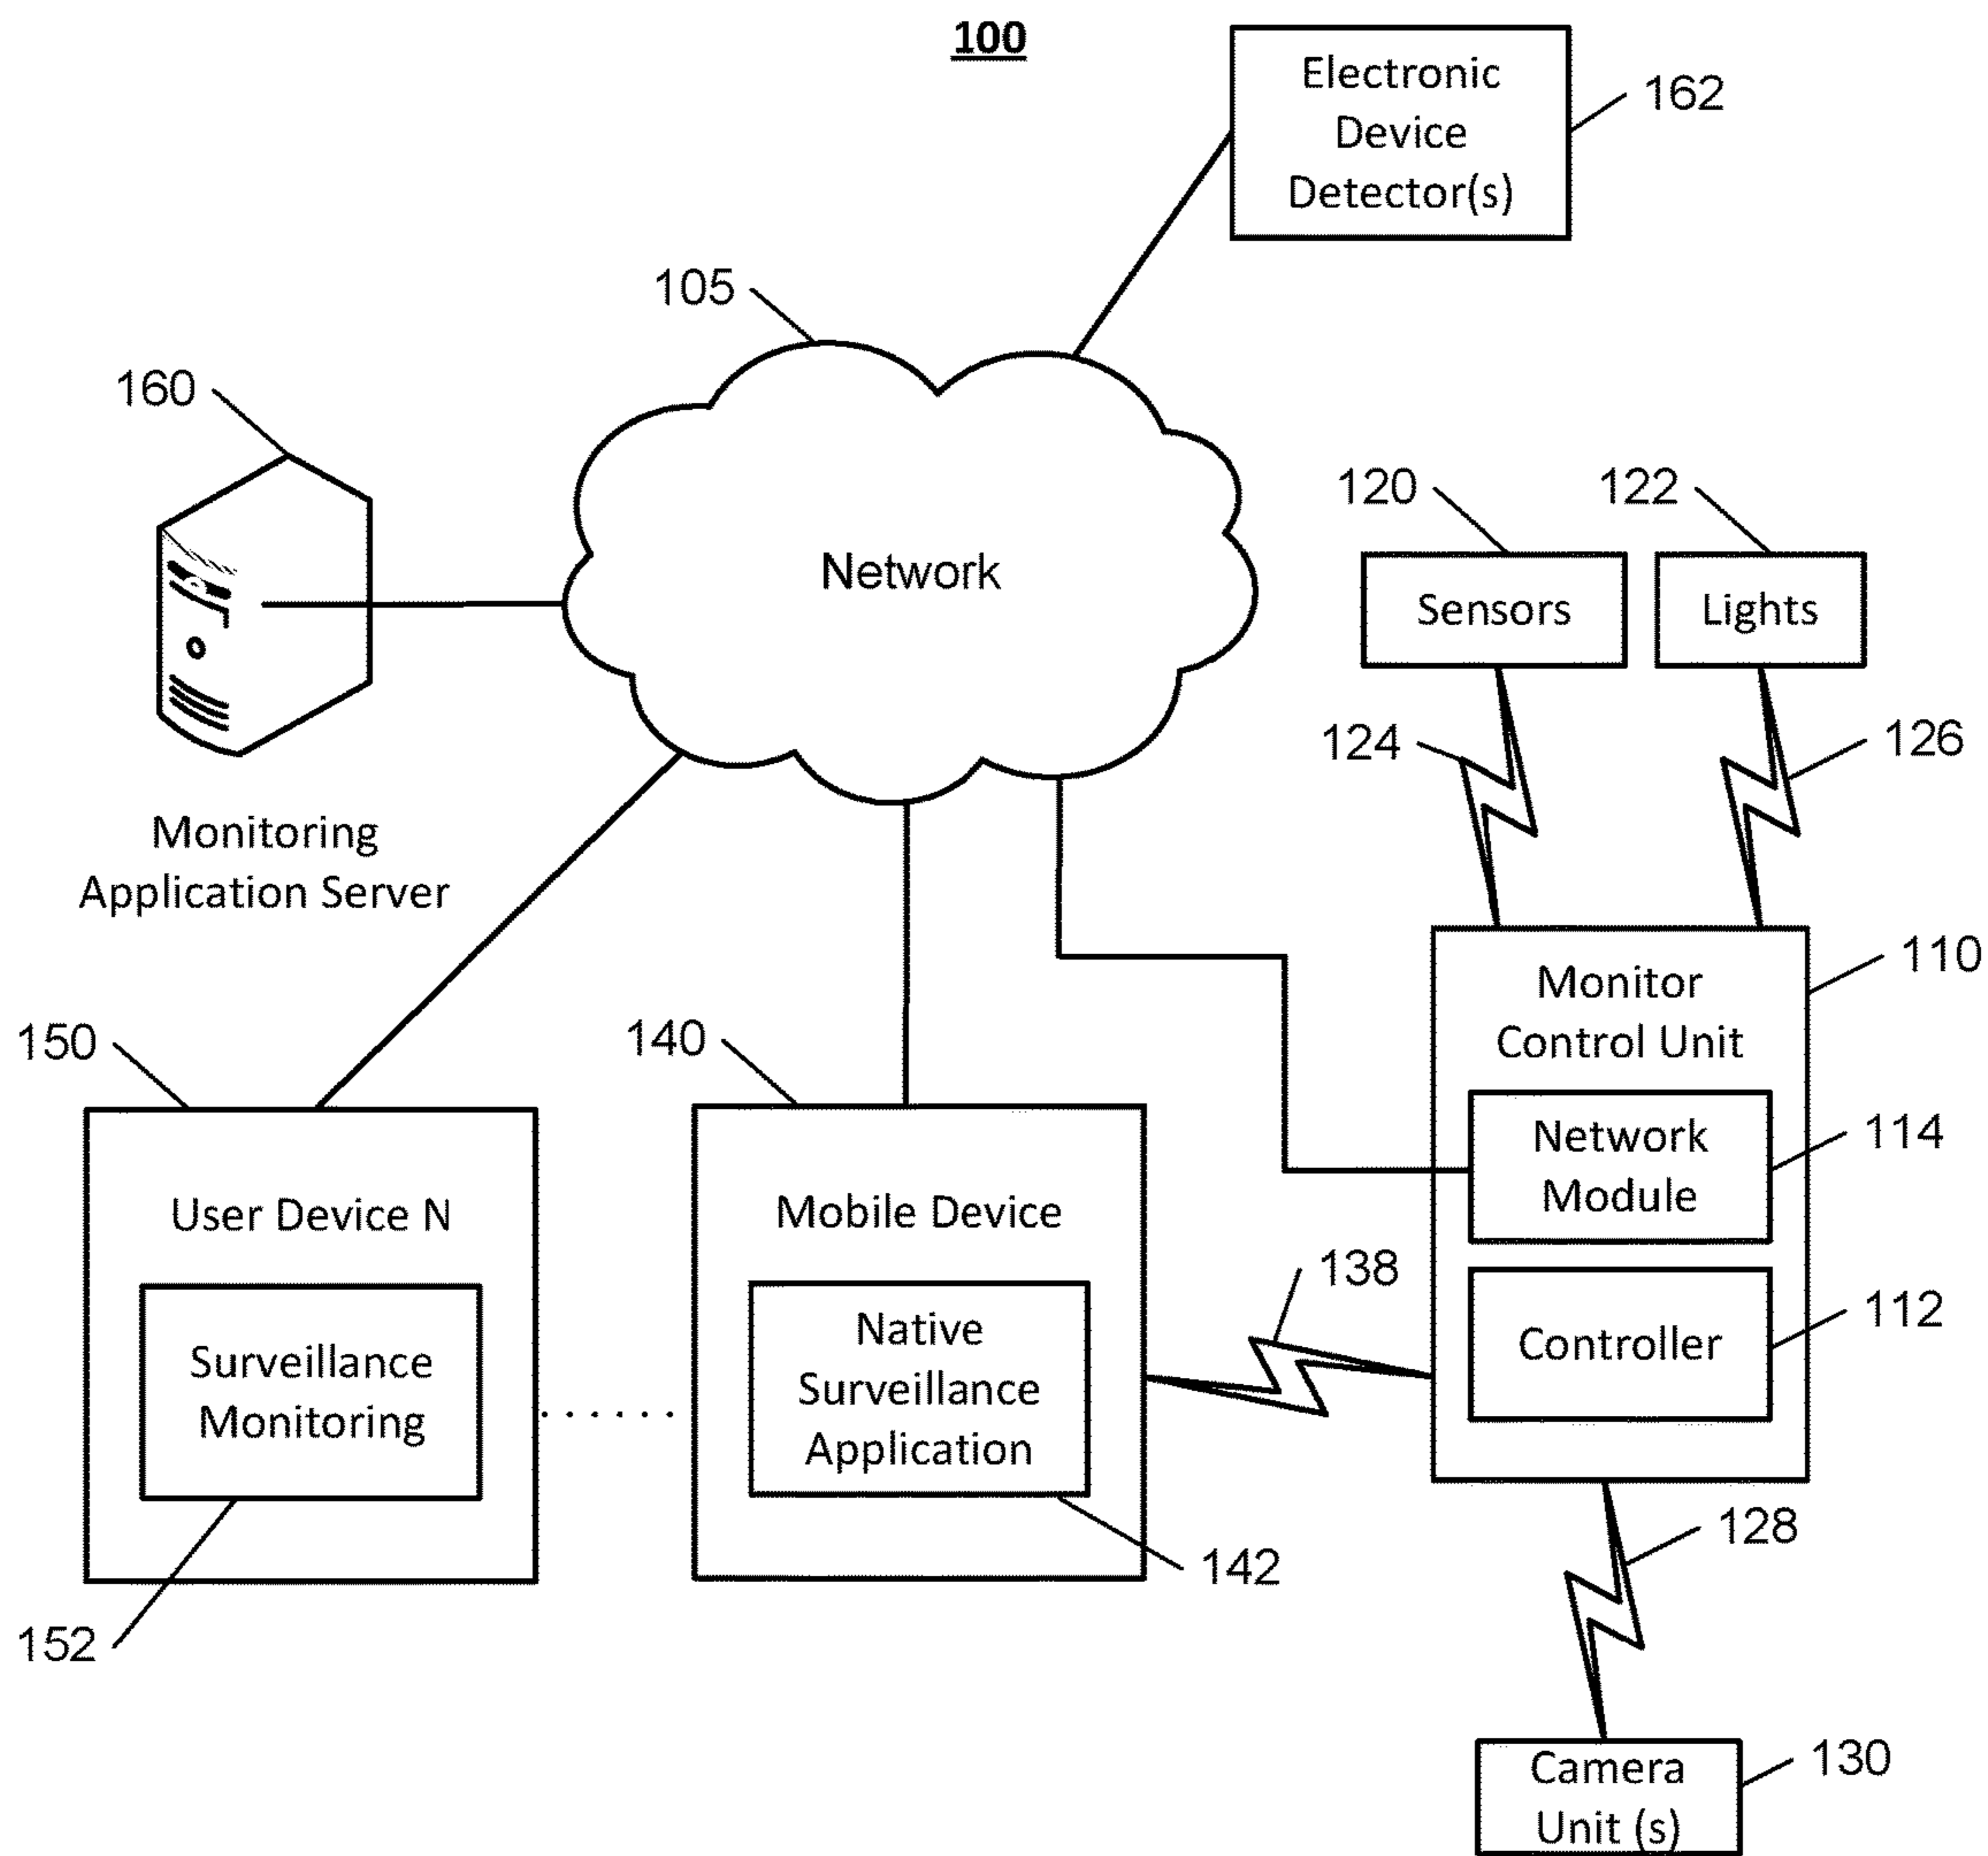 100
Electronic
Device
Detector(s)
162
105
160
Network
120
122
Sensors
Lights
124
126
Monitoring
Application Server
110
Monitor
Control Unit
150
140
Network
Module
114
User Device N
Mobile Device
138
112
Controller
Surveillance
Monitoring
Native
Surveillance
Application
128
142
152
Camera
Unit (s)
130